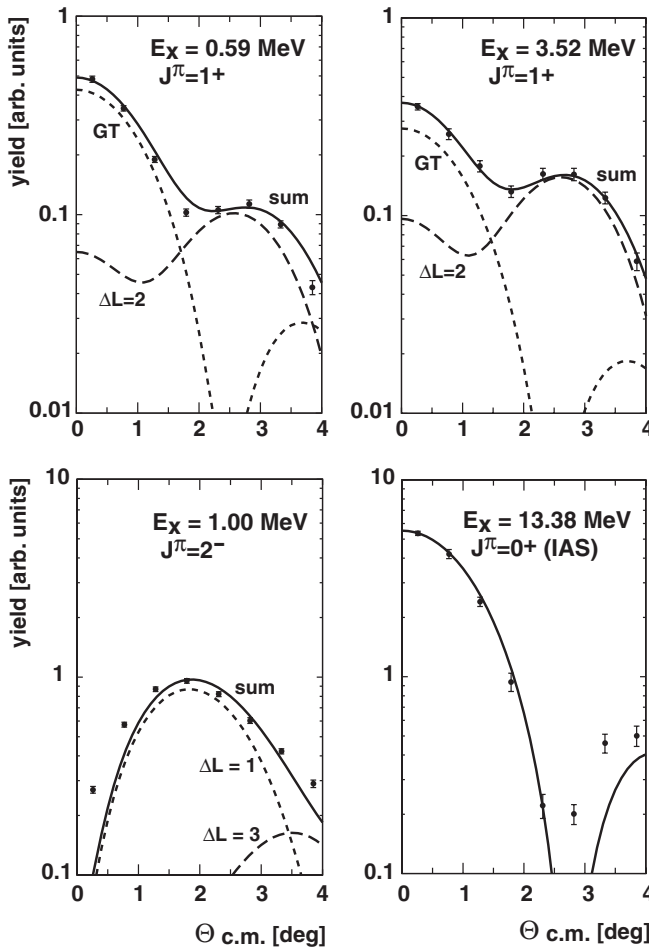 yield [arb. units]
1
0.1
0.01
E_x = 0.59 MeV
J^π=1+
GT
sum
ΔL=2
0 1 2 3 4
1
0.1
0.01
E_x = 3.52 MeV
J^π=1+
GT
sum
ΔL=2
0 1 2 3 4
yield [arb. units]
10
1
0.1
E_x = 1.00 MeV
J^π=2⁻
sum
ΔL = 1
ΔL = 3
0 1 2 3 4
Θ c.m. [deg]
10
1
0.1
E_x = 13.38 MeV
J^π=0⁺ (IAS)
0 1 2 3 4
Θ c.m. [deg]